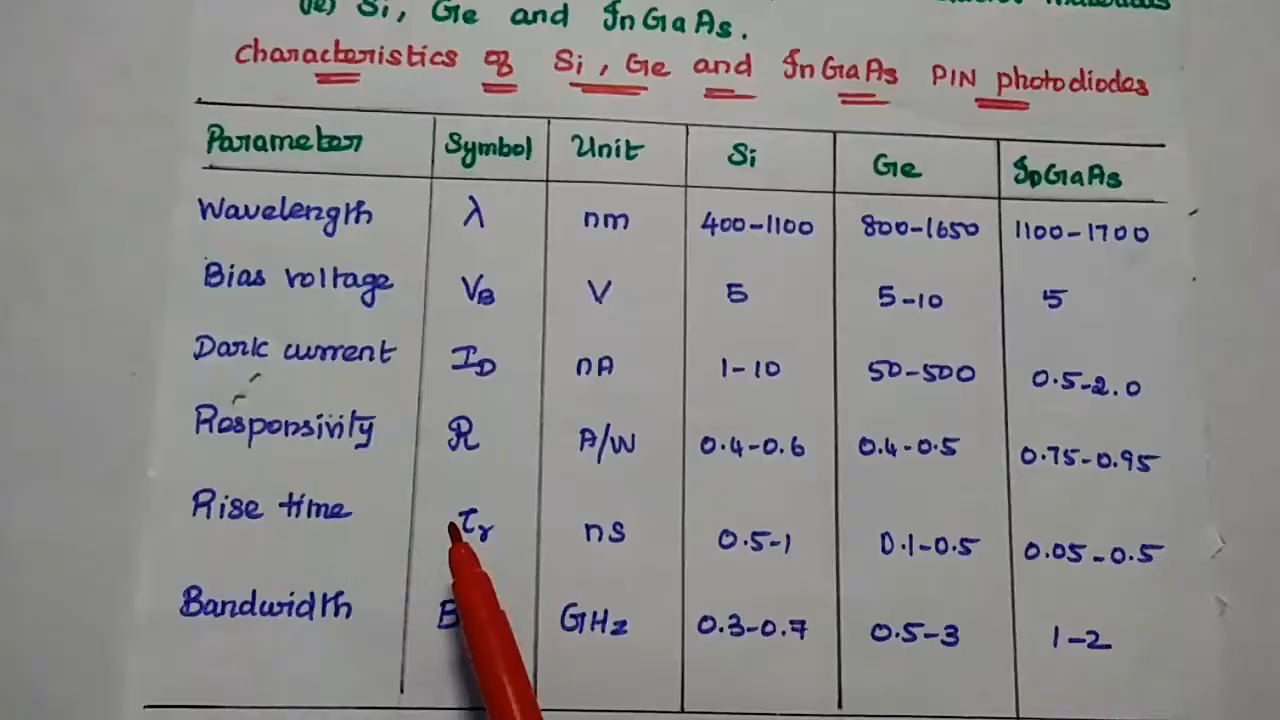 (ie) Si, Ge and InGaAs.
Characteristics of Si, Ge and InGaAs PIN photodiodes
Parameter Symbol Unit Si Ge InGaAs
Wavelength λ nm 400-1100 800-1650 1100-1700
Bias voltage VB V 5 5-10 5
Dark current ID nA 1-10 50-500 0.5-2.0
Responsivity R A/W 0.4-0.6 0.4-0.5 0.75-0.95
Rise time τr ns 0.5-1 0.1-0.5 0.05-0.5
Bandwidth B GHz 0.3-0.7 0.5-3 1-2